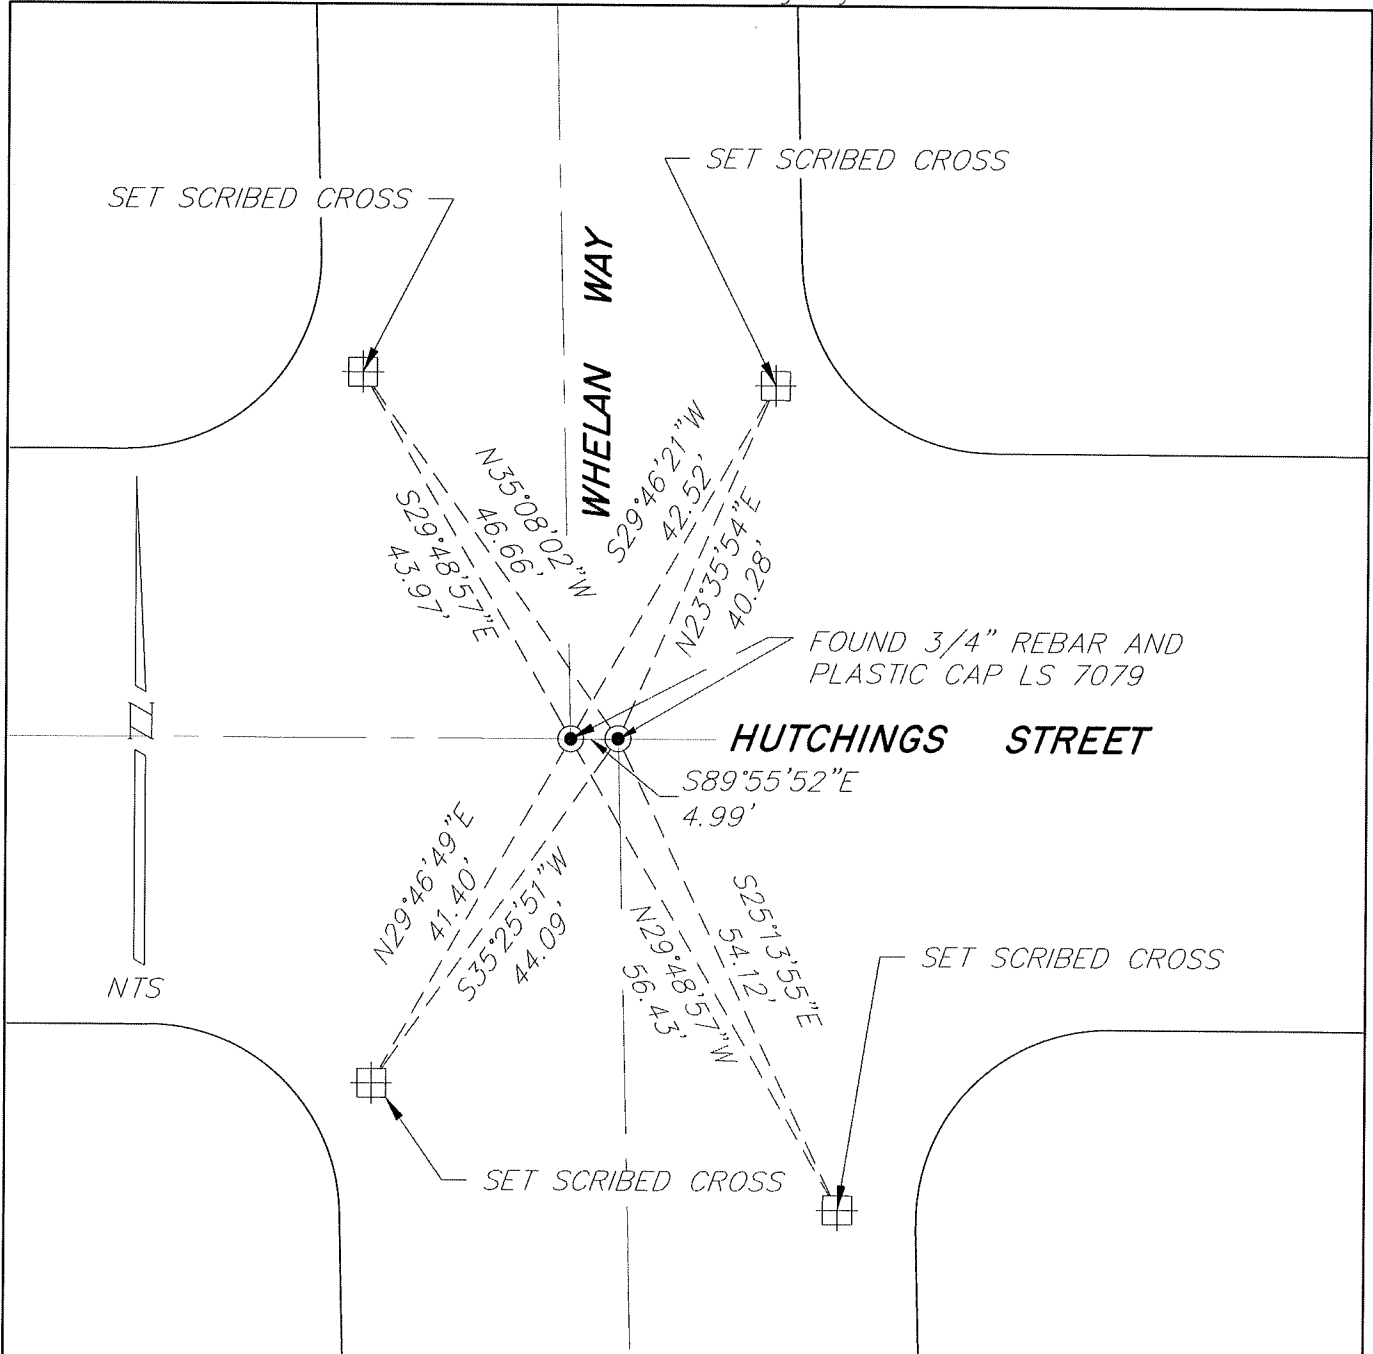 SET SCRIBED CROSS
SET SCRIBED CROSS
WHELAN WAY
N35°08'02"W
46.66'
S29°48'57"E
43.97'
S29°46'21"W
42.52'
N23°35'54"E
40.28'
FOUND 3/4" REBAR AND
PLASTIC CAP LS 7079
HUTCHINGS STREET
S89°55'52"E
4.99'
N29°46'49"E
41.40'
S35°25'51"W
44.09'
S25°13'55"E
54.12'
N29°48'57"W
56.43'
N
NTS
SET SCRIBED CROSS
SET SCRIBED CROSS